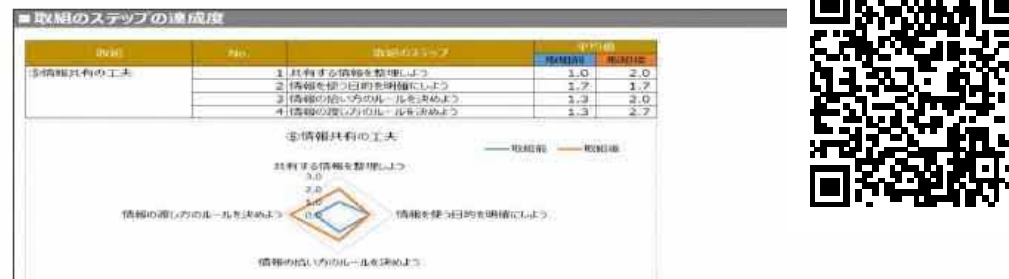 ■取組のステップの達成度
取組 No. 取組のステップ 平均値
取組前 取組後
⑤情報共有の工夫 1 共有する情報を整理しよう 1.0 2.0
2 情報を使う目的を明確にしよう 1.7 1.7
3 情報の拾い方のルールを決めよう 1.3 2.0
4 情報の渡し方のルールを決めよう 1.3 2.7
⑤情報共有の工夫
取組前 取組後
共有する情報を整理しよう
3.0
2.0
1.0
0.0
情報の渡し方のルールを決めよう 情報を使う目的を明確にしよう
情報の拾い方のルールを決めよう